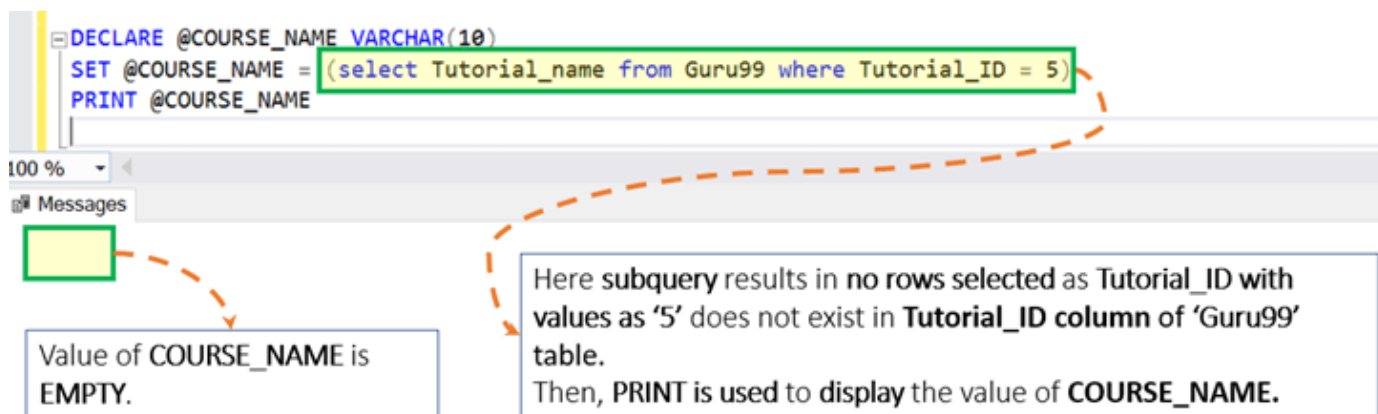 DECLARE @COURSE_NAME VARCHAR(10)
SET @COURSE_NAME = (select Tutorial_name from Guru99 where Tutorial_ID = 5)
PRINT @COURSE_NAME
100 %
Messages
Here subquery results in no rows selected as Tutorial_ID with
values as ‘5’ does not exist in Tutorial_ID column of ‘Guru99’
table.
Then, PRINT is used to display the value of COURSE_NAME.
Value of COURSE_NAME is
EMPTY.